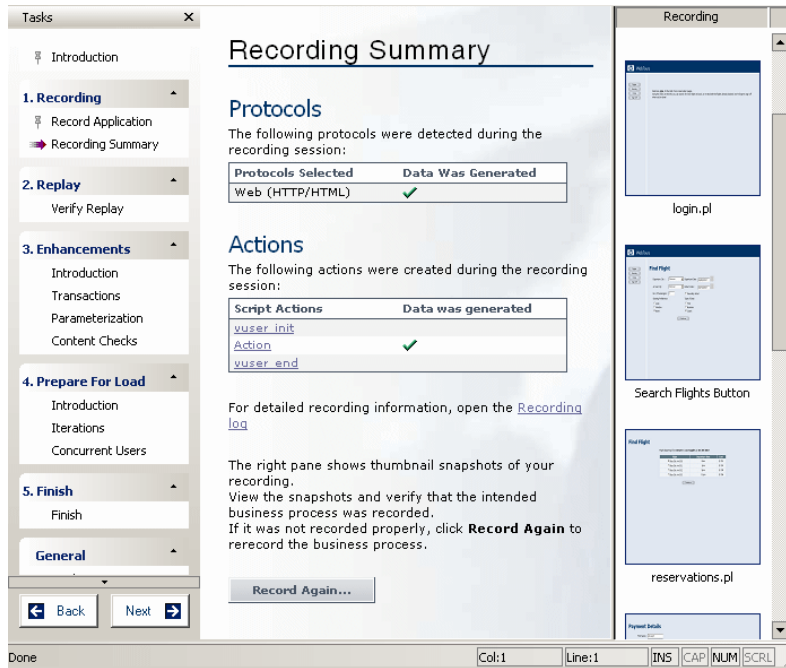 Tasks
Introduction
1. Recording
Record Application
Recording Summary
2. Replay
Verify Replay
3. Enhancements
Introduction
Transactions
Parameterization
Content Checks
4. Prepare For Load
Introduction
Iterations
Concurrent Users
5. Finish
Finish
General
Back
Next
Recording Summary
Protocols
The following protocols were detected during the
recording session:
Protocols Selected Data Was Generated
Web (HTTP/HTML)
Actions
The following actions were created during the recording
session:
Script Actions Data was generated
vuser_init
Action
vuser_end
For detailed recording information, open the Recording
log
The right pane shows thumbnail snapshots of your
recording.
View the snapshots and verify that the intended
business process was recorded.
If it was not recorded properly, click Record Again to
rerecord the business process.
Record Again...
Recording
login.pl
Find Flight
Search Flights Button
Find Flight
reservations.pl
Payment Details
Done
Col:1
Line:1
INS
CAP
NUM
SCRL